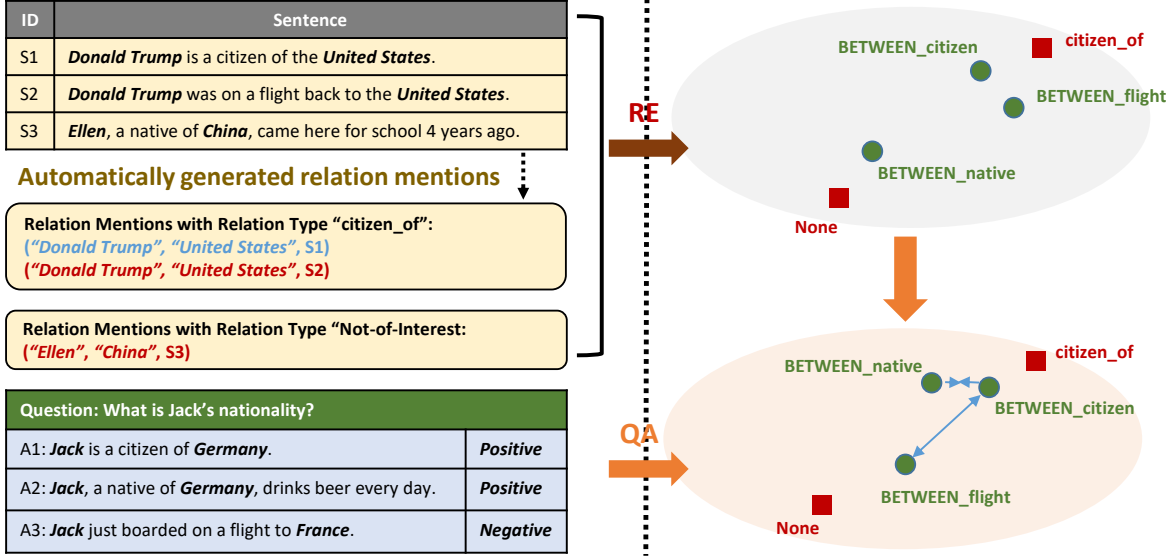 ID Sentence
S1 Donald Trump is a citizen of the United States.
S2 Donald Trump was on a flight back to the United States.
S3 Ellen, a native of China, came here for school 4 years ago.
Automatically generated relation mentions
Relation Mentions with Relation Type “citizen_of”:
(“Donald Trump”, “United States”, S1)
(“Donald Trump”, “United States”, S2)
Relation Mentions with Relation Type “Not-of-Interest:
(“Ellen”, “China”, S3)
Question: What is Jack’s nationality?
A1: Jack is a citizen of Germany. Positive
A2: Jack, a native of Germany, drinks beer every day. Positive
A3: Jack just boarded on a flight to France. Negative
RE
QA
citizen_of
BETWEEN_citizen
BETWEEN_flight
BETWEEN_native
None
citizen_of
BETWEEN_native
BETWEEN_citizen
BETWEEN_flight
None